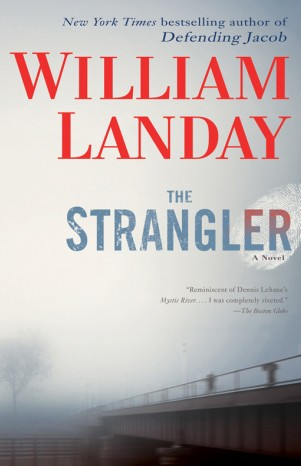 New York Times bestselling author of
Defending Jacob
WILLIAM
LANDAY
THE
STRANGLER
A Novel
“Reminiscent of Dennis Lehane’s
Mystic River. . . . I was completely riveted.”
—The Boston Globe